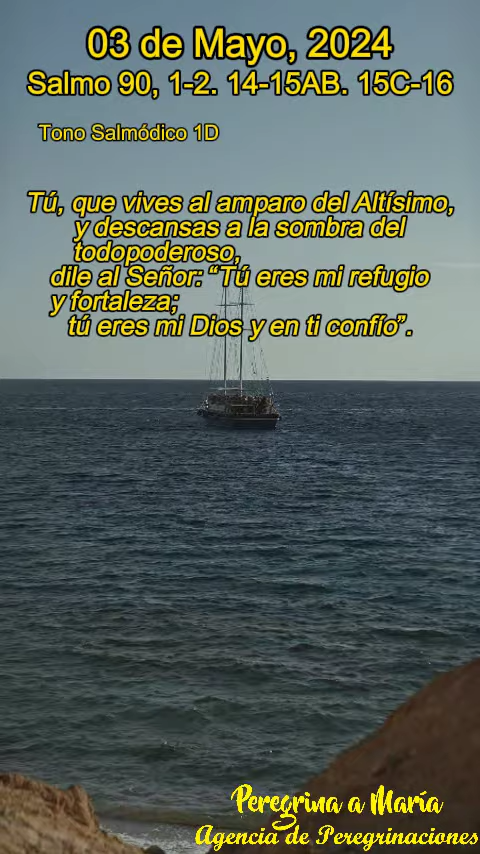 03 de Mayo, 2024
Salmo 90, 1-2. 14-15AB. 15C-16
Tono Salmódico 1D
Tú, que vives al amparo del Altísimo,
y descansas a la sombra del
todopoderoso,
dile al Señor: “Tú eres mi refugio
y fortaleza;
tú eres mi Dios y en ti confío”.
Peregrina a María
Agencia de Peregrinaciones